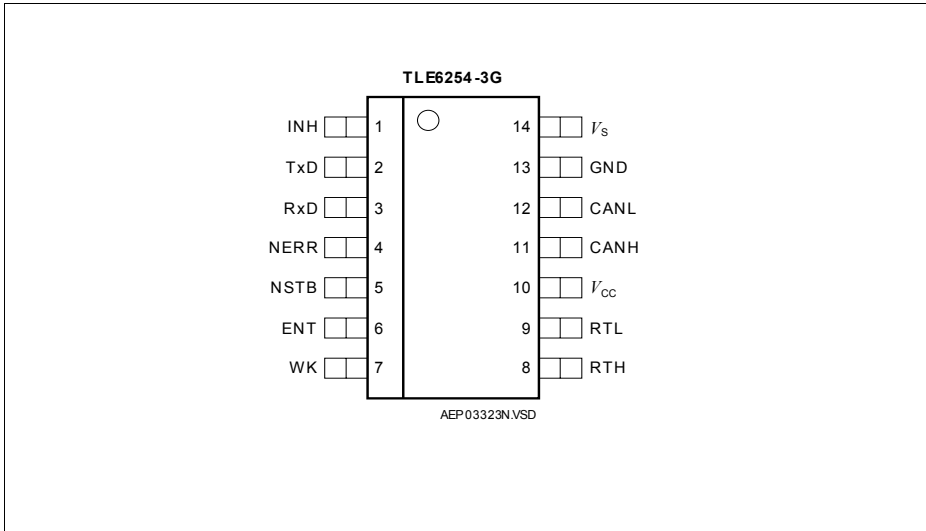 TLE6254-3G
INH 1 14 VS
TxD 2 13 GND
RxD 3 12 CANL
NERR 4 11 CANH
NSTB 5 10 VCC
ENT 6 9 RTL
WK 7 8 RTH
AEP03323N.VSD